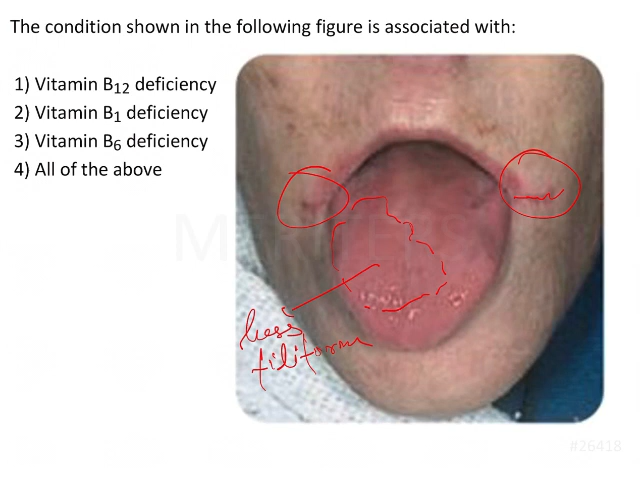 The condition shown in the following figure is associated with:
1) Vitamin B12 deficiency
2) Vitamin B1 deficiency
3) Vitamin B6 deficiency
4) All of the above
less
filiform
#26418